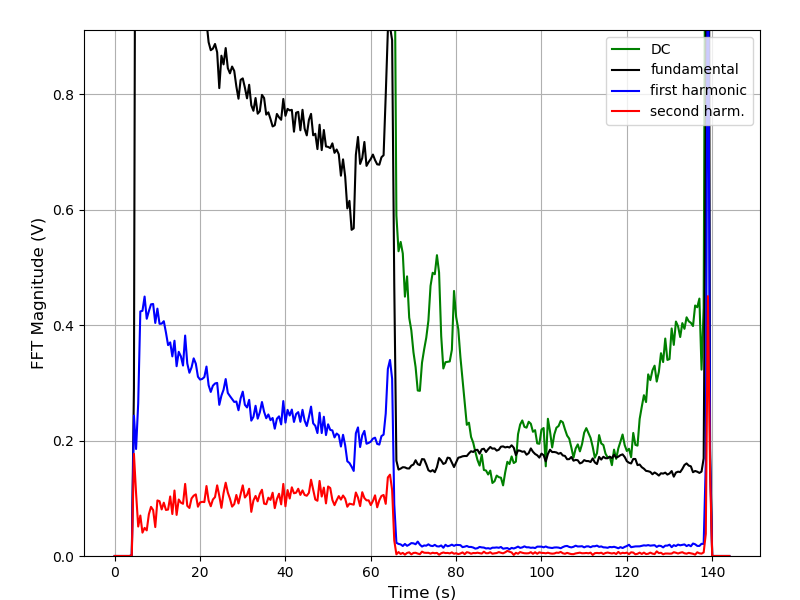 DC
fundamental
first harmonic
second harm.
FFT Magnitude (V)
0.8
0.6
0.4
0.2
0.0
0 20 40 60 80 100 120 140
Time (s)